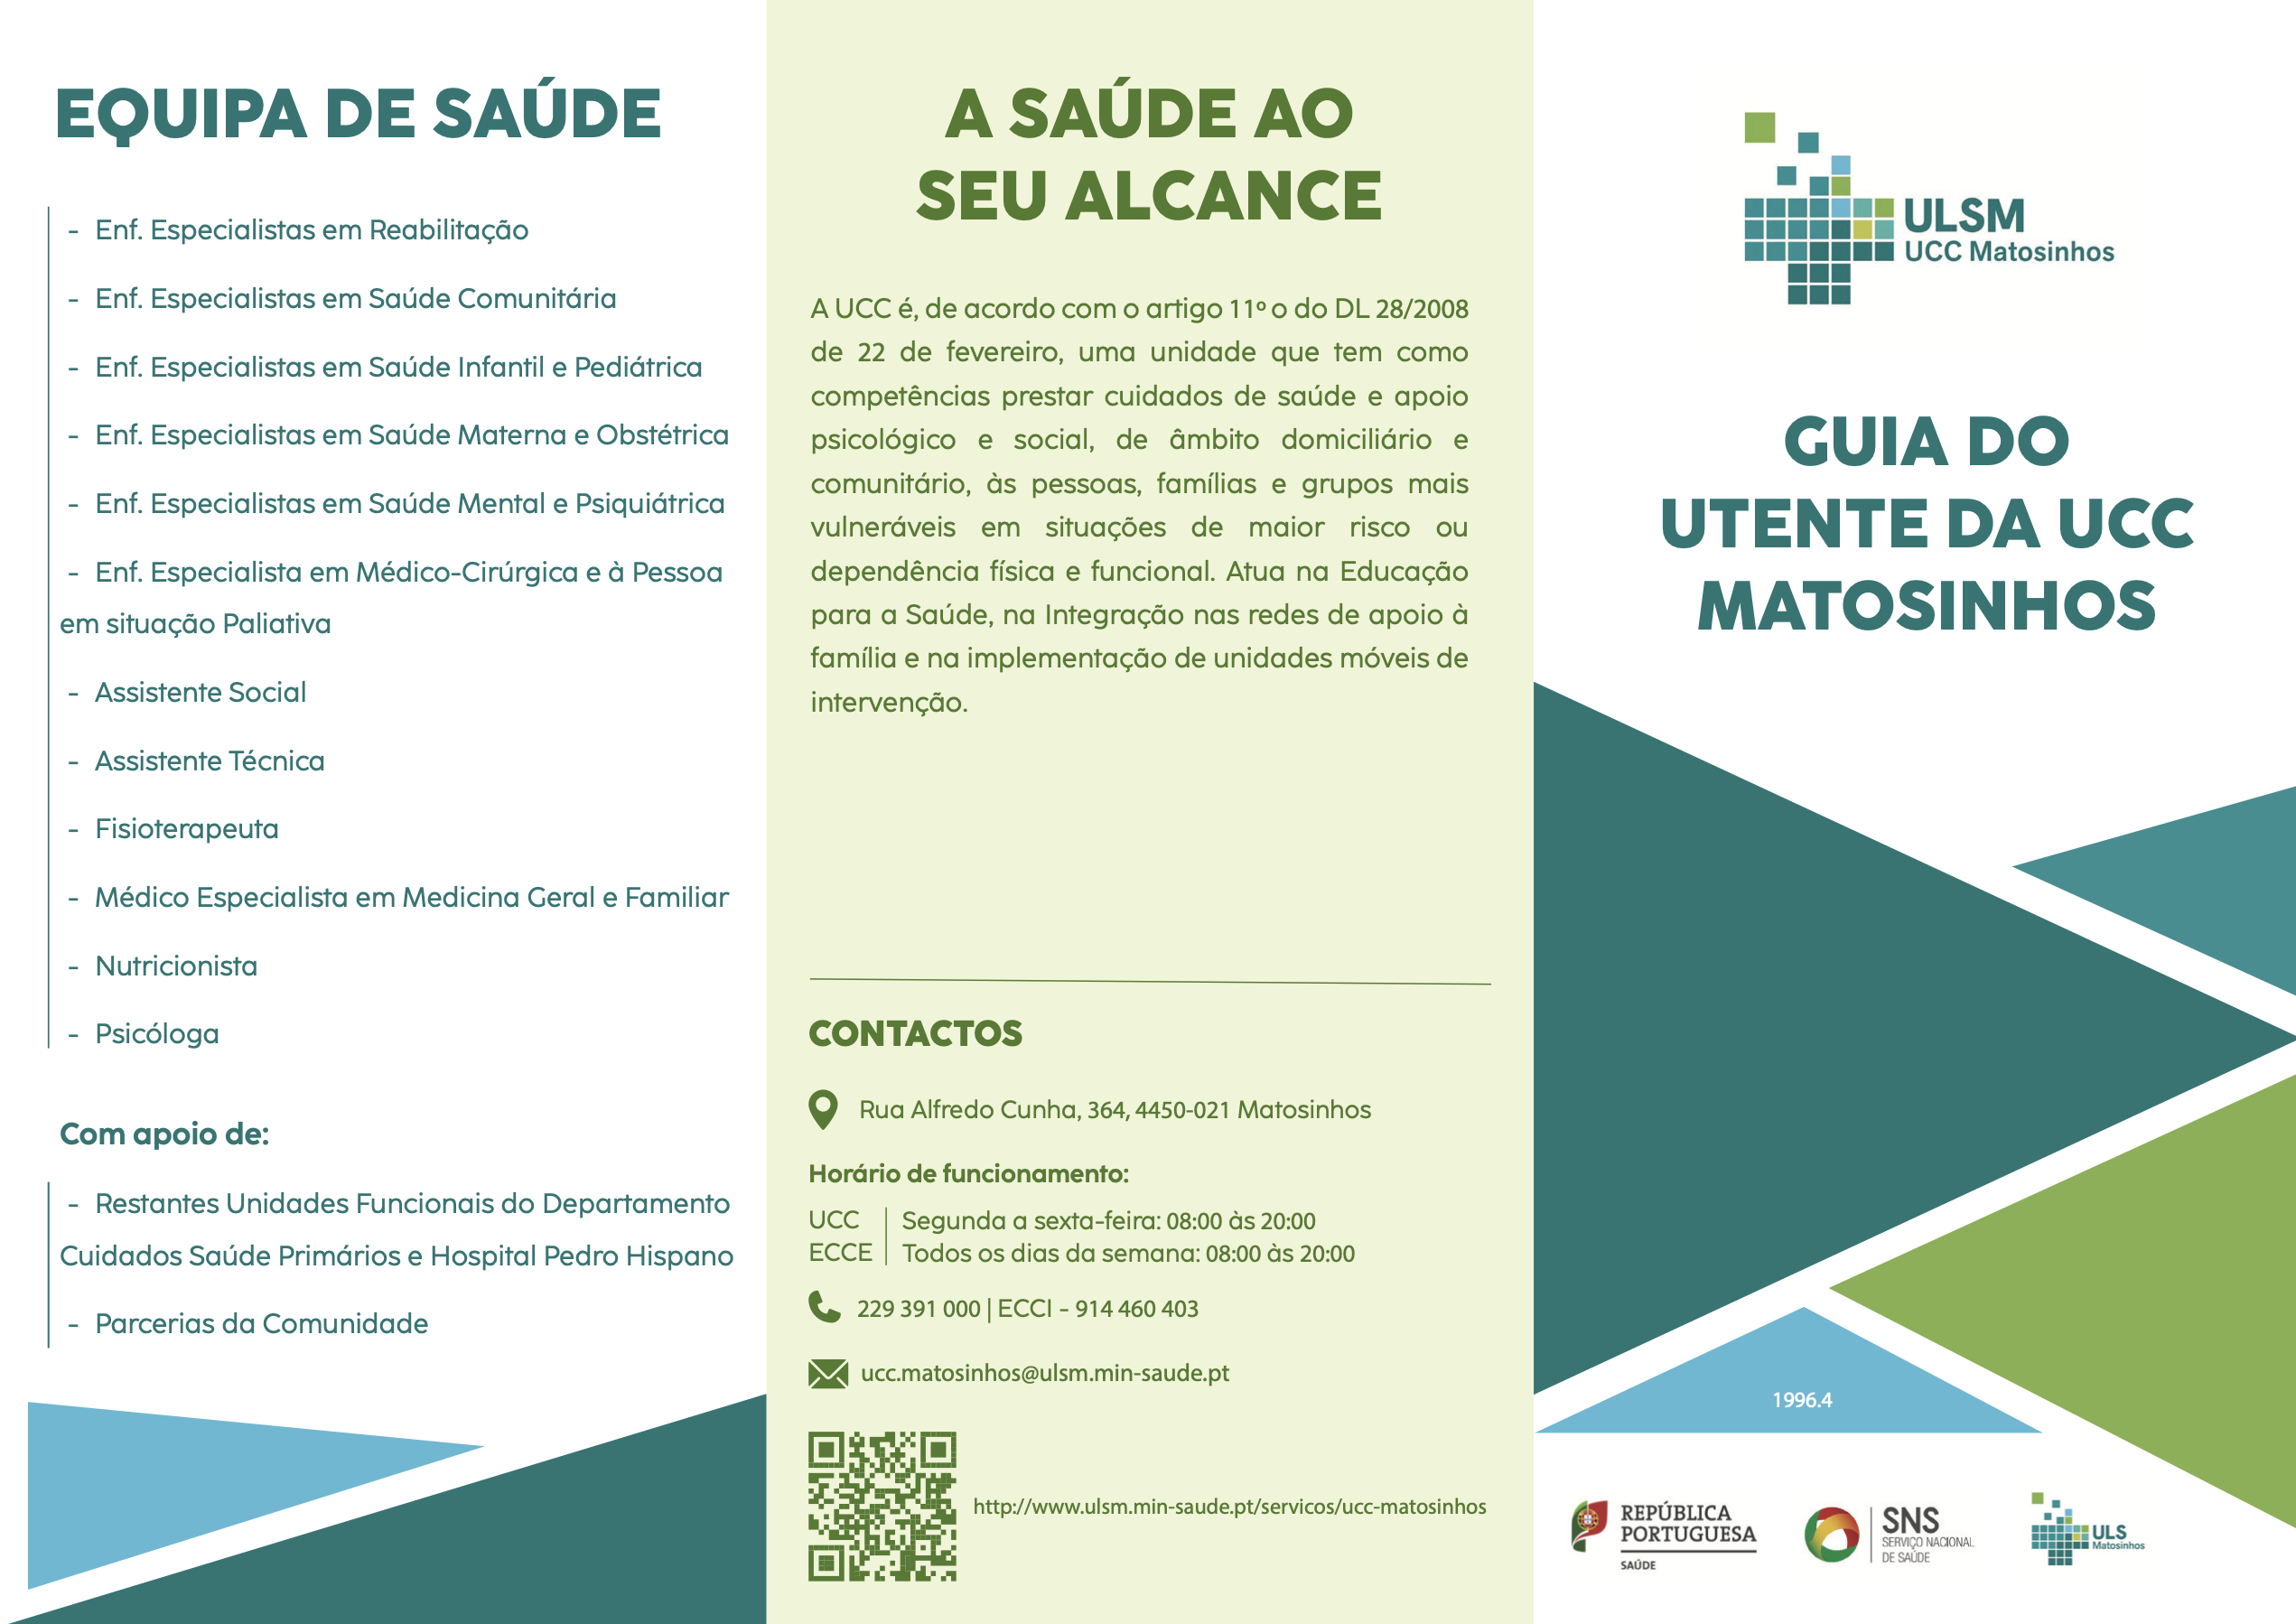 EQUIPA DE SAÚDE
- Enf. Especialistas em Reabilitação
- Enf. Especialistas em Saúde Comunitária
- Enf. Especialistas em Saúde Infantil e Pediátrica
- Enf. Especialistas em Saúde Materna e Obstétrica
- Enf. Especialistas em Saúde Mental e Psiquiátrica
- Enf. Especialista em Médico-Cirúrgica e à Pessoa
em situação Paliativa
- Assistente Social
- Assistente Técnica
- Fisioterapeuta
- Médico Especialista em Medicina Geral e Familiar
- Nutricionista
- Psicóloga
Com apoio de:
- Restantes Unidades Funcionais do Departamento
Cuidados Saúde Primários e Hospital Pedro Hispano
- Parcerias da Comunidade
A SAÚDE AO
SEU ALCANCE
A UCC é, de acordo com o artigo 11º o do DL 28/2008
de 22 de fevereiro, uma unidade que tem como
competências prestar cuidados de saúde e apoio
psicológico e social, de âmbito domiciliário e
comunitário, às pessoas, famílias e grupos mais
vulneráveis em situações de maior risco ou
dependência física e funcional. Atua na Educação
para a Saúde, na Integração nas redes de apoio à
família e na implementação de unidades móveis de
intervenção.
CONTACTOS
Rua Alfredo Cunha, 364, 4450-021 Matosinhos
Horário de funcionamento:
UCC Segunda a sexta-feira: 08:00 às 20:00
ECCE Todos os dias da semana: 08:00 às 20:00
229 391 000 | ECCI - 914 460 403
ucc.matosinhos@ulsm.min-saude.pt
http://www.ulsm.min-saude.pt/servicos/ucc-matosinhos
ULSM
UCC Matosinhos
GUIA DO
UTENTE DA UCC
MATOSINHOS
1996.4
REPÚBLICA
PORTUGUESA
SAÚDE
SNS
SERVIÇO NACIONAL
DE SAÚDE
ULS
Matosinhos